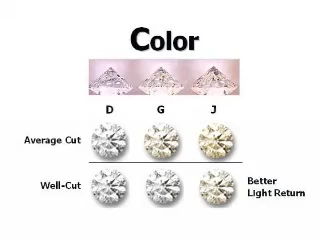 Color
D G J
Average Cut
Well-Cut
Better
Light Return